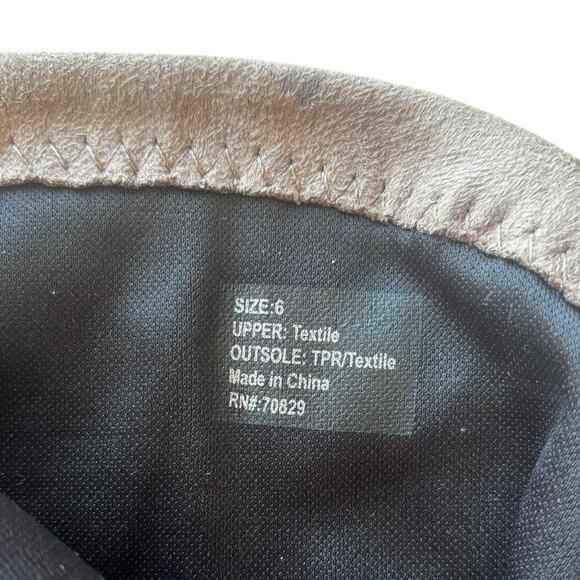 SIZE:6
UPPER: Textile
OUTSOLE: TPR/Textile
Made in China
RN#:70829